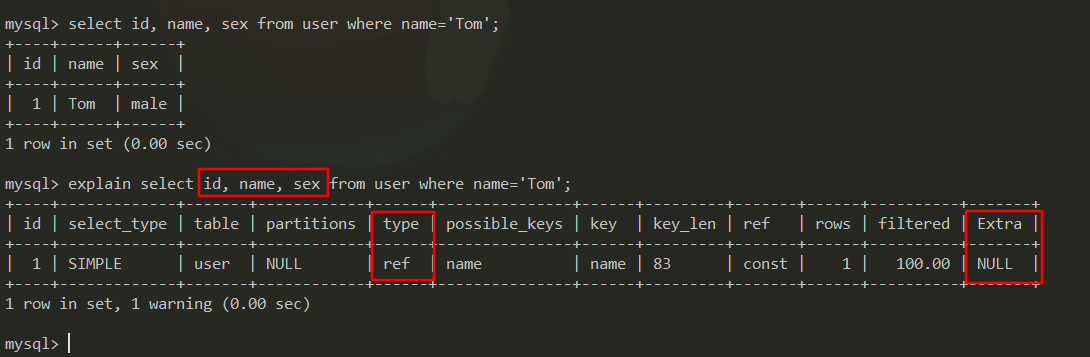 mysql> select id, name, sex from user where name='Tom';
+----+------+------+
| id | name | sex  |
+----+------+------+
|  1 | Tom  | male |
+----+------+------+
1 row in set (0.00 sec)
mysql> explain select id, name, sex from user where name='Tom';
+----+-------------+-------+------------+------+---------------+------+---------+-------+------+----------+-------+
| id | select_type | table | partitions | type | possible_keys | key  | key_len | ref   | rows | filtered | Extra |
+----+-------------+-------+------------+------+---------------+------+---------+-------+------+----------+-------+
|  1 | SIMPLE      | user  | NULL       | ref  | name          | name | 83      | const |    1 |   100.00 | NULL  |
+----+-------------+-------+------------+------+---------------+------+---------+-------+------+----------+-------+
1 row in set, 1 warning (0.00 sec)
mysql>